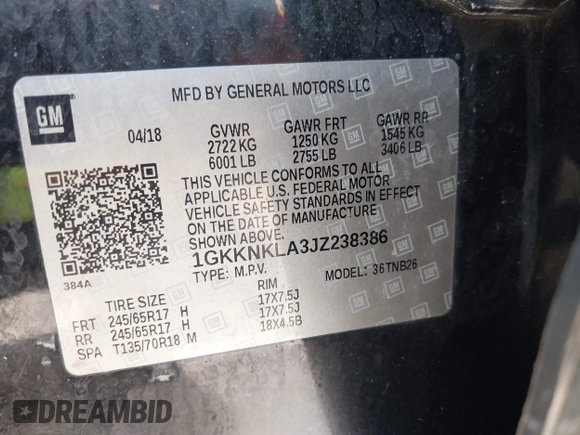 MFD BY GENERAL MOTORS LLC
GM
04/18 GVWR GAWR FRT GAWR RR
2722 KG 1250 KG 1545 KG
6001 LB 2755 LB 3406 LB
THIS VEHICLE CONFORMS TO ALL
APPLICABLE U.S. FEDERAL MOTOR
VEHICLE SAFETY STANDARDS IN EFFECT
ON THE DATE OF MANUFACTURE
SHOWN ABOVE.
1GKKNKLA3JZ238386
384A
TYPE: M.P.V. MODEL: 36TNB26
TIRE SIZE RIM
FRT 245/65R17 H 17X7.5J
RR 245/65R17 H 17X7.5J
SPA T135/70R18 M 18X4.5B
DREAMBID